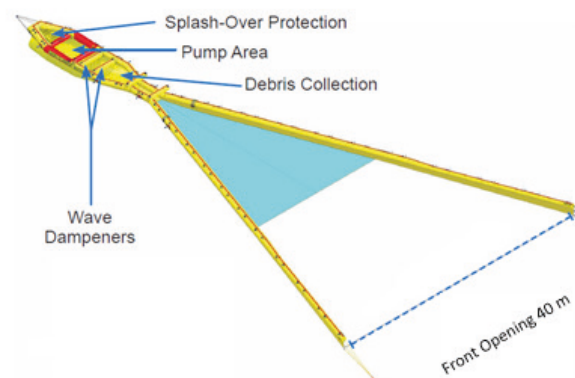 Splash-Over Protection
Pump Area
Debris Collection
Wave
Dampeners
Front Opening 40 m